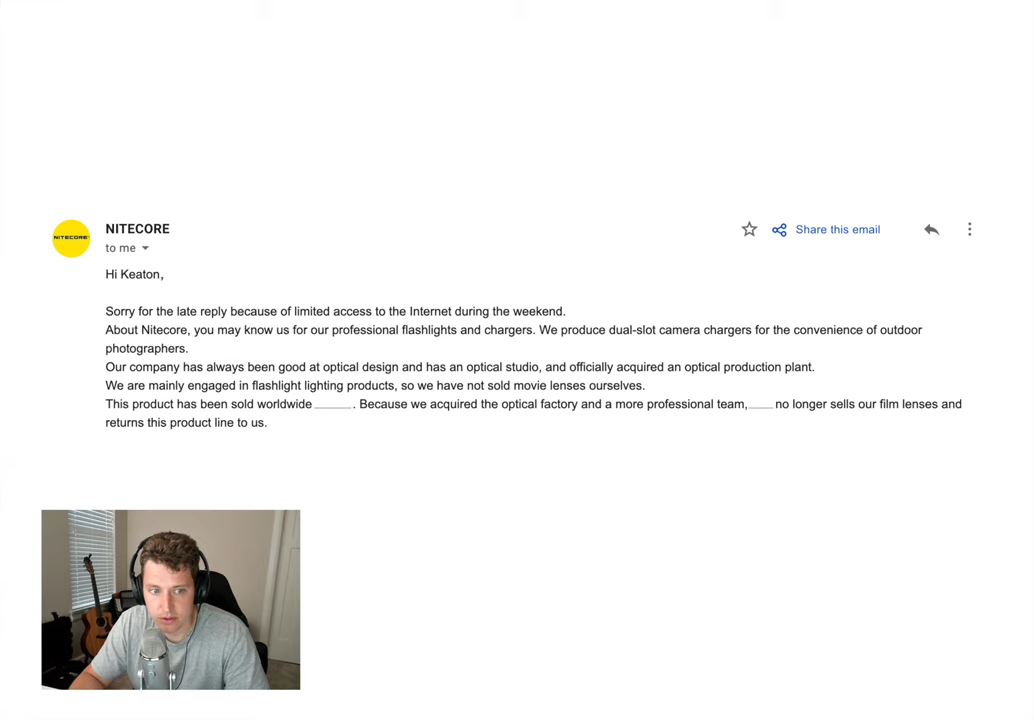 NITECORE
Share this email
NITECORE
to me
Hi Keaton,
Sorry for the late reply because of limited access to the Internet during the weekend.
About Nitecore, you may know us for our professional flashlights and chargers. We produce dual-slot camera chargers for the convenience of outdoor
photographers.
Our company has always been good at optical design and has an optical studio, and officially acquired an optical production plant.
We are mainly engaged in flashlight lighting products, so we have not sold movie lenses ourselves.
This product has been sold worldwide ______ . Because we acquired the optical factory and a more professional team, ____ no longer sells our film lenses and
returns this product line to us.